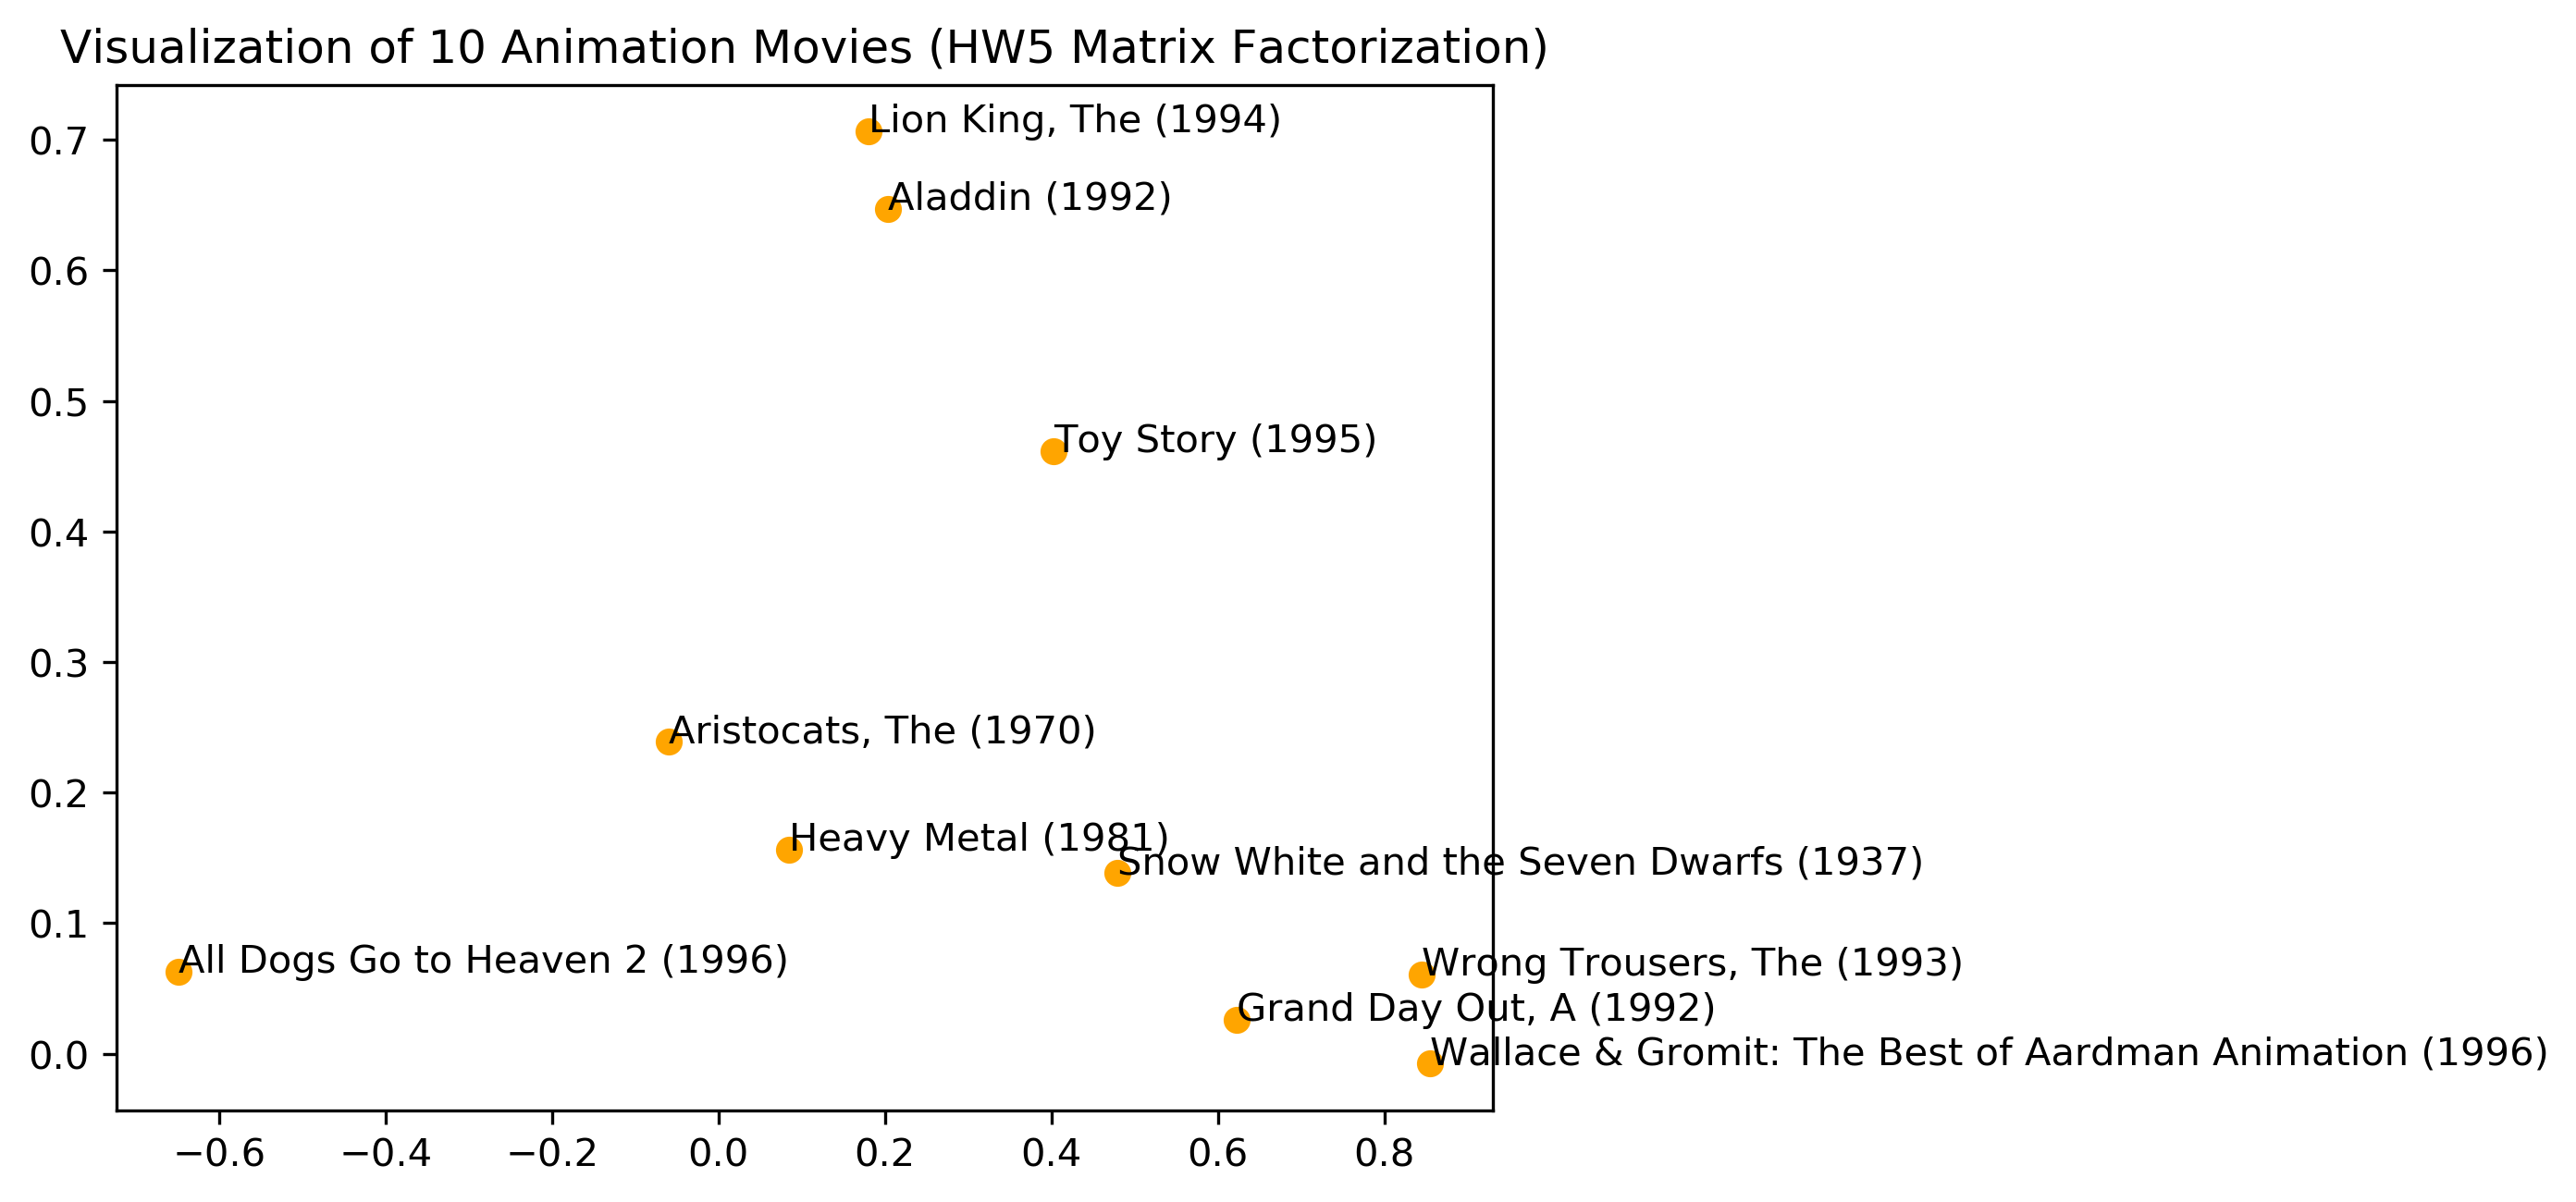 Visualization of 10 Animation Movies (HW5 Matrix Factorization)
0.7
Lion King, The (1994)
Aladdin (1992)
0.6
0.5
Toy Story (1995)
0.4
0.3
Aristocats, The (1970)
0.2
Heavy Metal (1981)
Snow White and the Seven Dwarfs (1937)
0.1
All Dogs Go to Heaven 2 (1996)
Wrong Trousers, The (1993)
Grand Day Out, A (1992)
0.0
Wallace & Gromit: The Best of Aardman Animation (1996)
−0.6 −0.4 −0.2 0.0 0.2 0.4 0.6 0.8